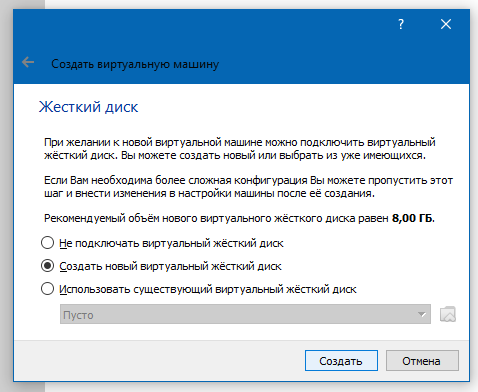 ?
Создать виртуальную машину
Жесткий диск
При желании к новой виртуальной машине можно подключить виртуальный
жёсткий диск. Вы можете создать новый или выбрать из уже имеющихся.
Если Вам необходима более сложная конфигурация Вы можете пропустить этот
шаг и внести изменения в настройки машины после её создания.
Рекомендуемый объём нового виртуального жёсткого диска равен 8,00 ГБ.
Не подключать виртуальный жёсткий диск
Создать новый виртуальный жёсткий диск
Использовать существующий виртуальный жёсткий диск
Пусто
Создать
Отмена